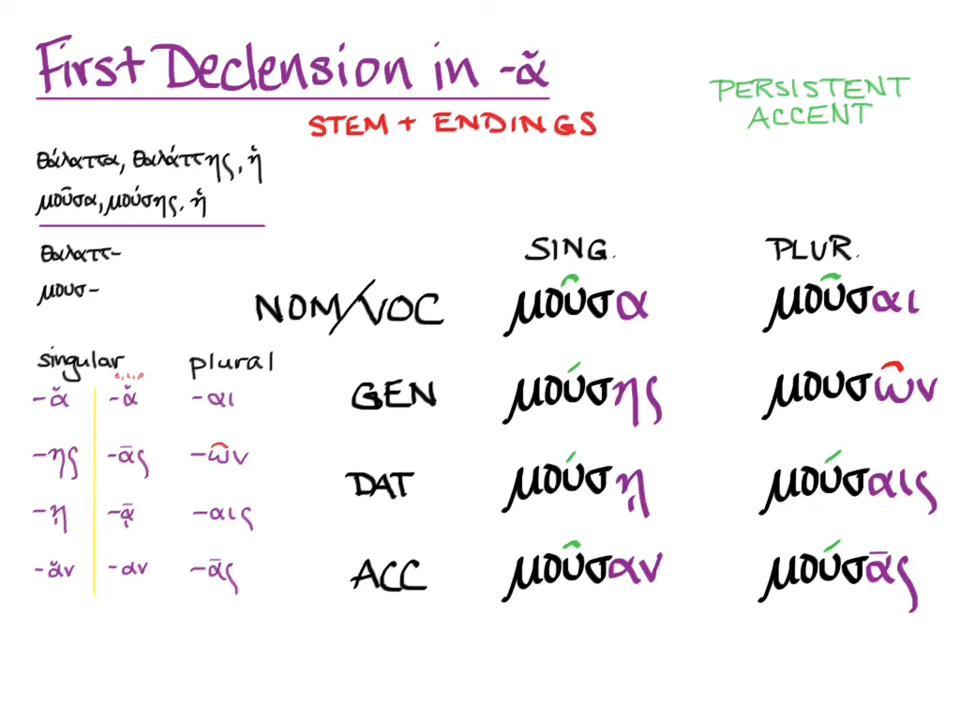 First Declension in -ᾰ
PERSISTENT
ACCENT
STEM + ENDINGS
θάλαττα, θαλάττης, ἡ
μοῦσα, μούσης, ἡ
θαλαττ-
μουσ-
SING. PLUR.
NOM/VOC μοῦσα μοῦσαι
GEN μούσης μουσῶν
DAT μούσῃ μούσαις
ACC μοῦσαν μούσᾱς
singular plural
ε, ι, ρ
-ᾰ -ᾰ -αι
-ης -ᾱς -ῶν
-ῃ -ᾱͅ -αις
-ᾰν -αν -ᾱς